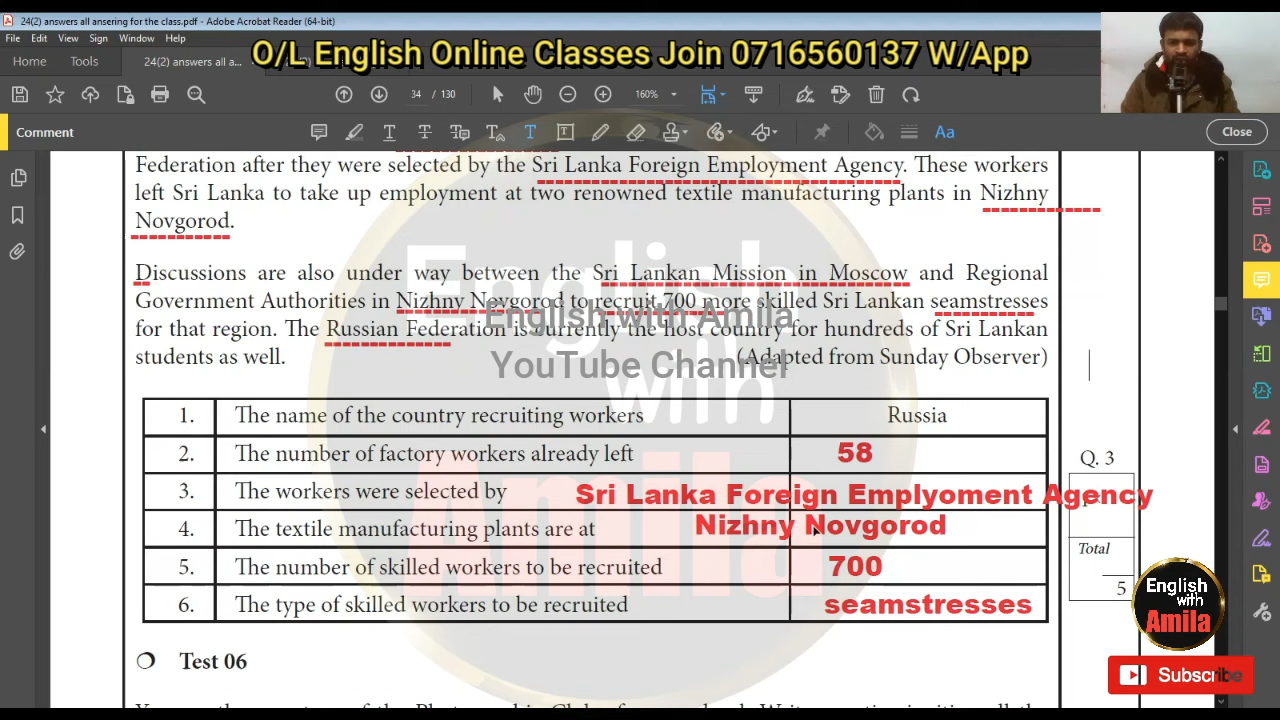 24(2) answers all ansering for the class.pdf - Adobe Acrobat Reader (64-bit)
File Edit View Sign Window Help
O/L English Online Classes Join 0716560137 W/App
Home Tools 24(2) answers all a...
34 / 130 160%
Comment Close
Federation after they were selected by the Sri Lanka Foreign Employment Agency. These workers
left Sri Lanka to take up employment at two renowned textile manufacturing plants in Nizhny
Novgorod.
Discussions are also under way between the Sri Lankan Mission in Moscow and Regional
Government Authorities in Nizhny Novgorod to recruit 700 more skilled Sri Lankan seamstresses
for that region. The Russian Federation is currently the host country for hundreds of Sri Lankan
students as well. (Adapted from Sunday Observer)
English with Amila
YouTube Channel
English with Amila
1. The name of the country recruiting workers Russia
2. The number of factory workers already left 58
3. The workers were selected by Sri Lanka Foreign Emplyoment Agency
4. The textile manufacturing plants are at Nizhny Novgorod
5. The number of skilled workers to be recruited 700
6. The type of skilled workers to be recruited seamstresses
Q. 3
Total
5
Test 06
English
with
Amila
Subscribe